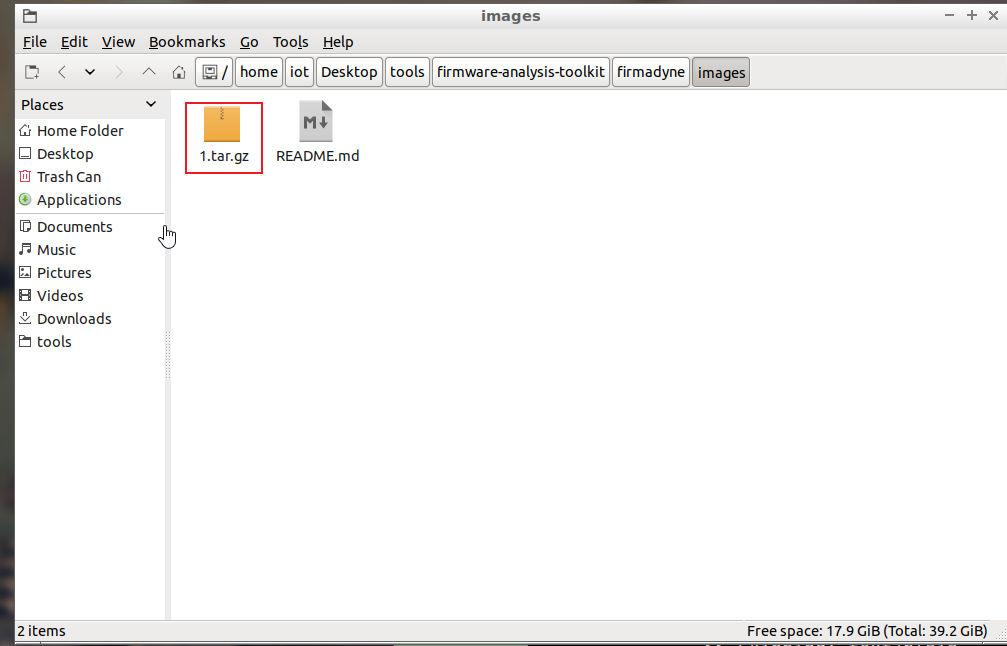 images
File Edit View Bookmarks Go Tools Help
/ home iot Desktop tools firmware-analysis-toolkit firmadyne images
Places
Home Folder
Desktop
Trash Can
Applications
Documents
Music
Pictures
Videos
Downloads
tools
1.tar.gz README.md
2 items Free space: 17.9 GiB (Total: 39.2 GiB)